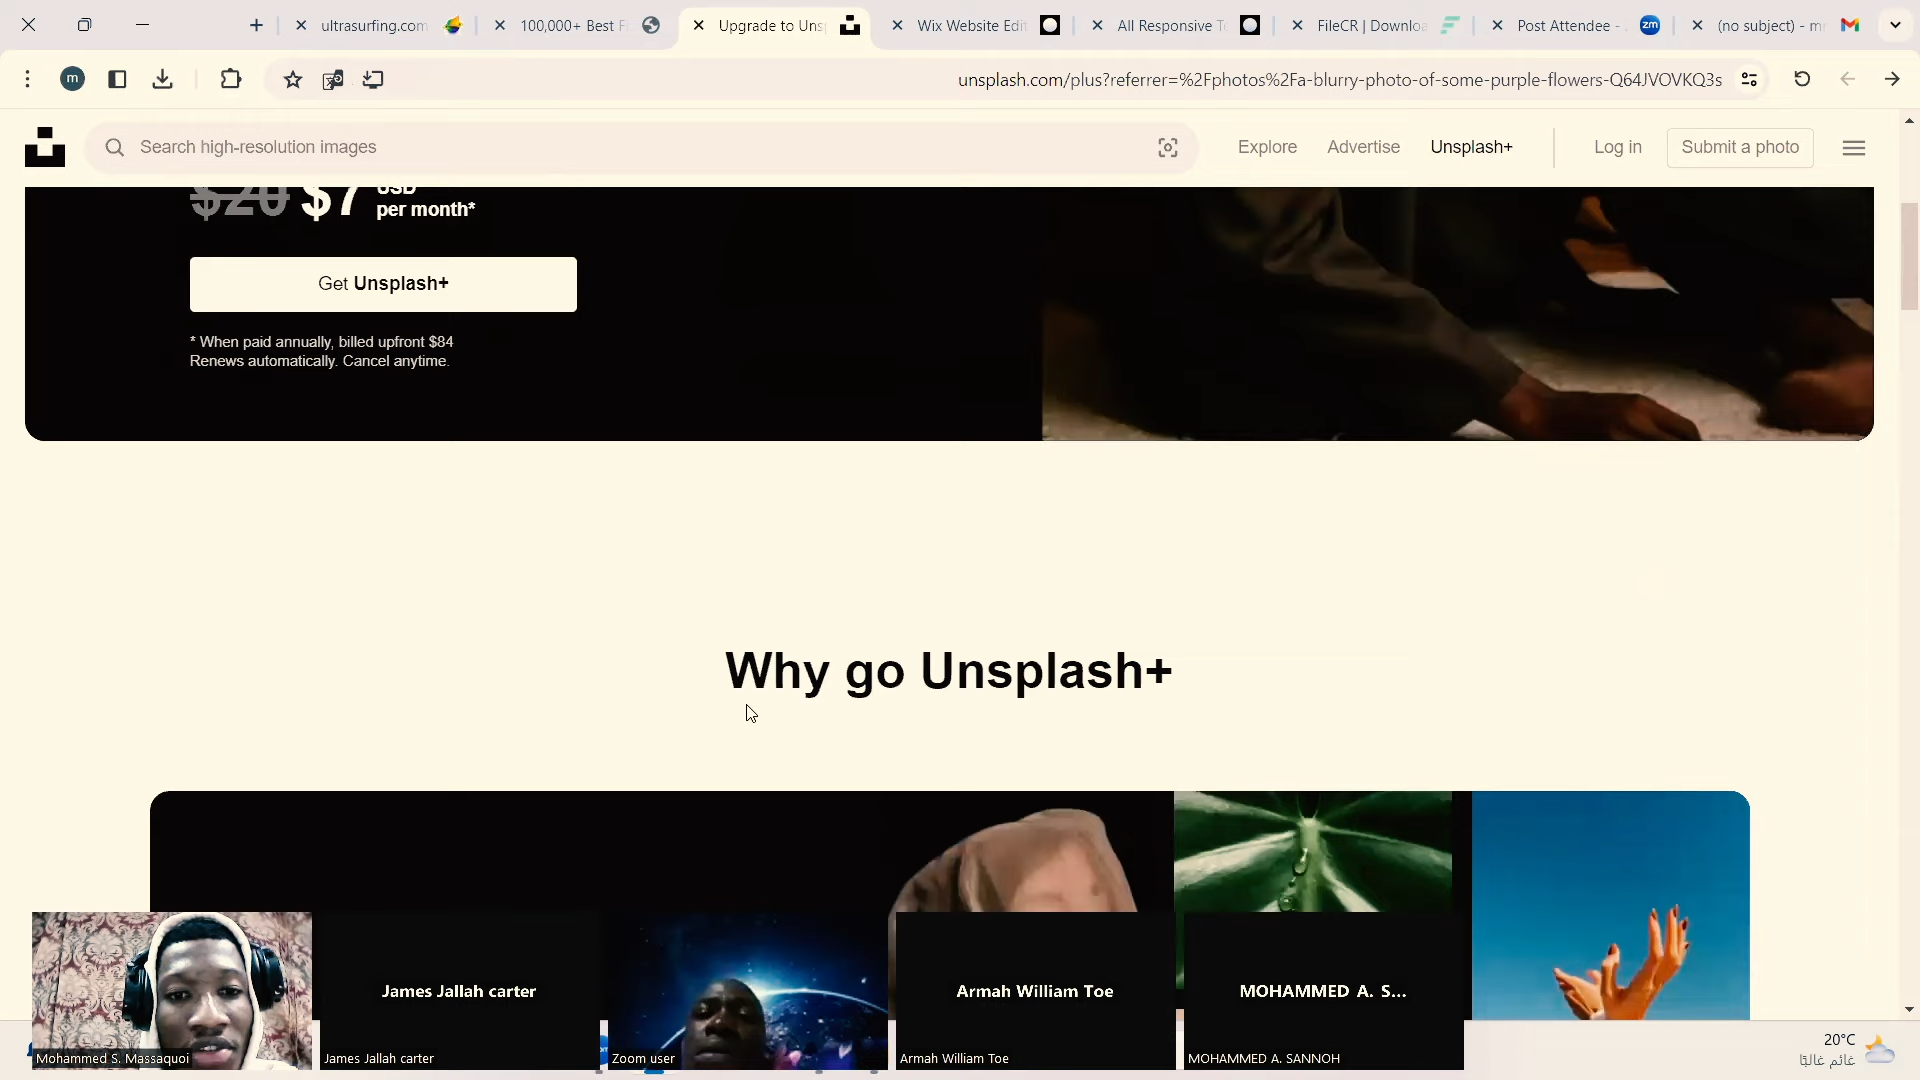 ultrasurfing.com
100,000+ Best F
Upgrade to Uns
Wix Website Edit
All Responsive T
FileCR | Downloa
Post Attendee -
zm
(no subject) - m
m
unsplash.com/plus?referrer=%2Fphotos%2Fa-blurry-photo-of-some-purple-flowers-Q64JVOVKQ3s
Search high-resolution images
Explore
Advertise
Unsplash+
Log in
Submit a photo
$20 $7 USD
per month*
Get Unsplash+
* When paid annually, billed upfront $84
Renews automatically. Cancel anytime.
Why go Unsplash+
James Jallah carter
Armah William Toe
MOHAMMED A. S...
Mohammed S. Massaquoi
James Jallah carter
Zoom user
Armah William Toe
MOHAMMED A. SANNOH
20°C
غائم غالبًا